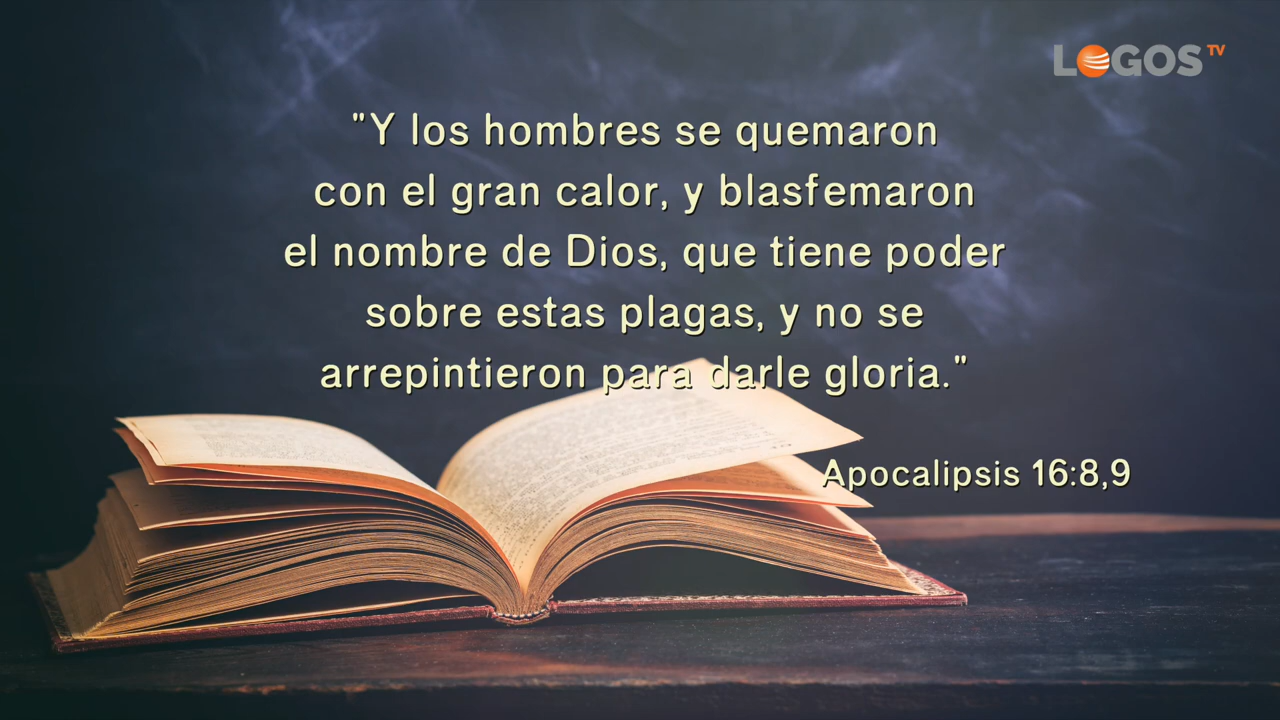 LOGOS TV
"Y los hombres se quemaron
con el gran calor, y blasfemaron
el nombre de Dios, que tiene poder
sobre estas plagas, y no se
arrepintieron para darle gloria."
Apocalipsis 16:8,9